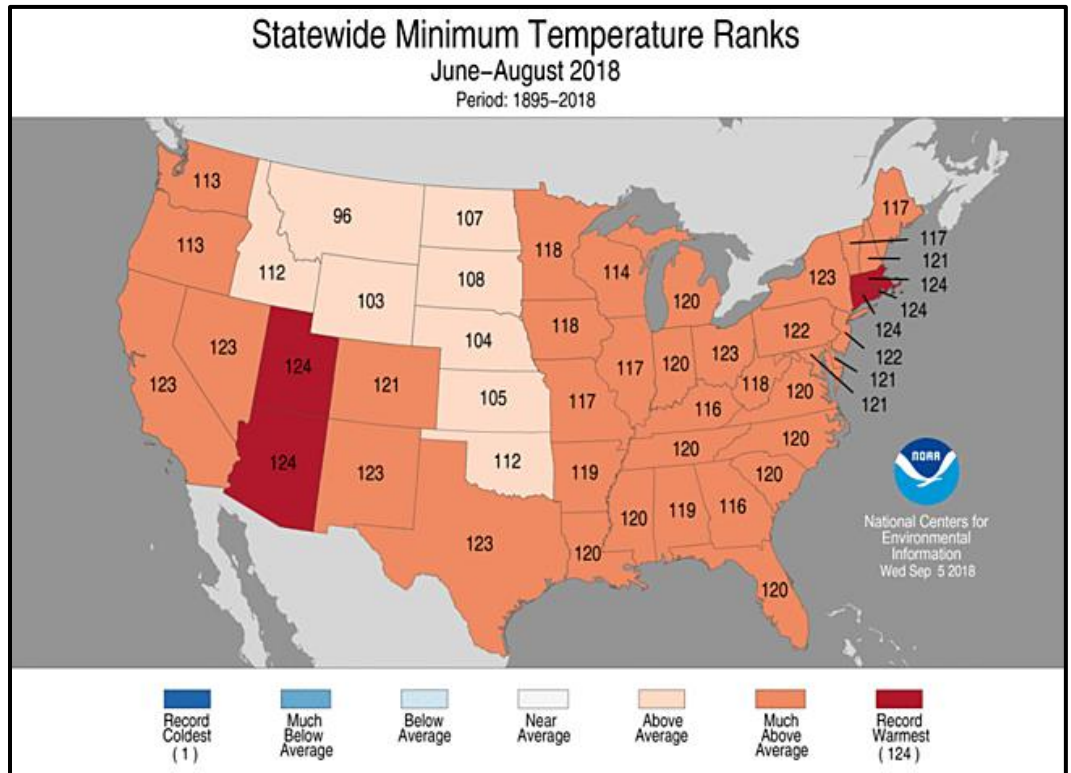 Statewide Minimum Temperature Ranks
June–August 2018
Period: 1895–2018
113
96
107
118
117
117
113
112
108
114
121
103
123
124
120
124
104
118
124
123
122
123
124
121
117
120
123
122
121
105
118
120
121
123
117
116
120
124
123
112
119
120
120
120
119
116
123
120
120
NOAA
National Centers for
Environmental
Information
Wed Sep 5 2018
Record
Coldest
( 1 )
Much
Below
Average
Below
Average
Near
Average
Above
Average
Much
Above
Average
Record
Warmest
( 124 )